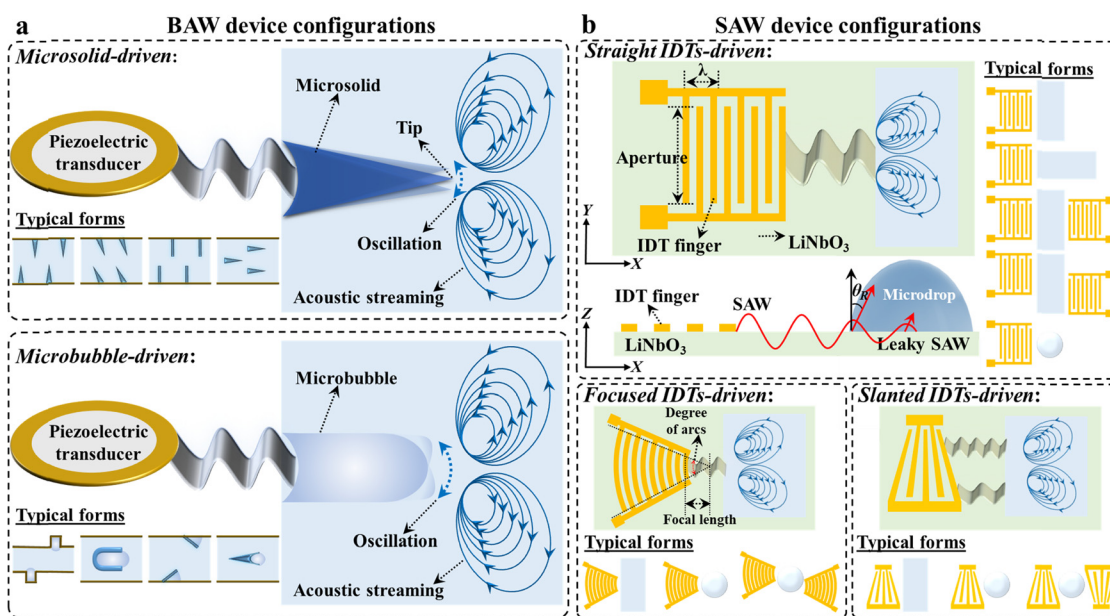 a
BAW device configurations
Microsolid-driven:
Microsolid
Tip
Piezoelectric
transducer
Oscillation
Typical forms
Acoustic streaming
Microbubble-driven:
Microbubble
Piezoelectric
transducer
Typical forms
Oscillation
Acoustic streaming
b
SAW device configurations
Straight IDTs-driven:
Typical forms
λ
Aperture
Y
IDT finger
LiNbO3
X
IDT finger
SAW
θR
Microdrop
Z
LiNbO3
Leaky SAW
X
Focused IDTs-driven:
Degree
of arcs
Focal length
Typical forms
Slanted IDTs-driven:
Typical forms